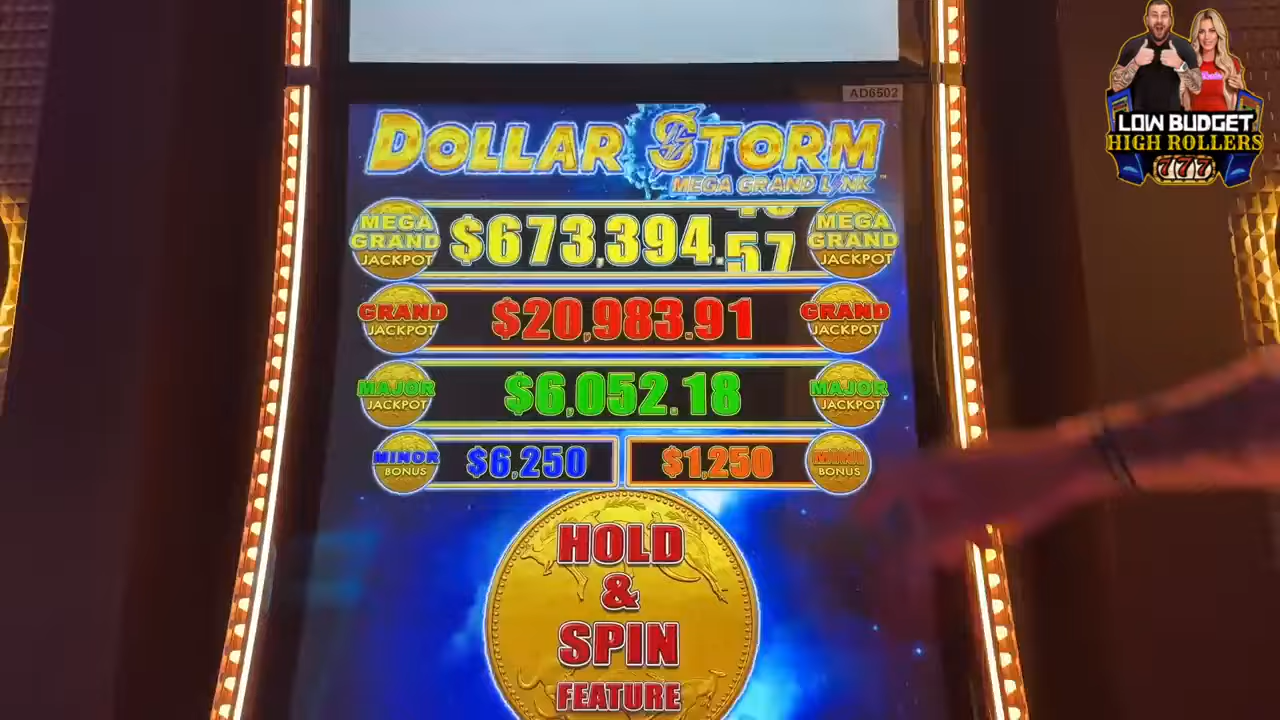 AD6502
DOLLAR STORM
MEGA GRAND LINK™
MEGA GRAND JACKPOT $673,394.57 MEGA GRAND JACKPOT
GRAND JACKPOT $20,983.91 GRAND JACKPOT
MAJOR JACKPOT $6,052.18 MAJOR JACKPOT
MINOR BONUS $6,250 $1,250 MINI BONUS
HOLD
&
SPIN
FEATURE
LOW BUDGET
HIGH ROLLERS
777